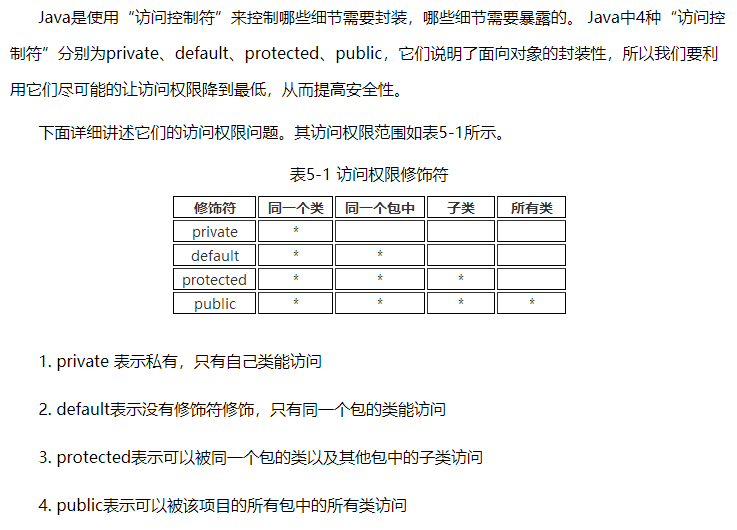 Java是使用“访问控制符”来控制哪些细节需要封装，哪些细节需要暴露的。 Java中4种“访问控
制符”分别为private、default、protected、public，它们说明了面向对象的封装性，所以我们要利
用它们尽可能的让访问权限降到最低，从而提高安全性。
下面详细讲述它们的访问权限问题。其访问权限范围如表5-1所示。
表5-1 访问权限修饰符
修饰符 同一个类 同一个包中 子类 所有类
private *
default * *
protected * * *
public * * * *
1. private 表示私有，只有自己类能访问
2. default表示没有修饰符修饰，只有同一个包的类能访问
3. protected表示可以被同一个包的类以及其他包中的子类访问
4. public表示可以被该项目的所有包中的所有类访问